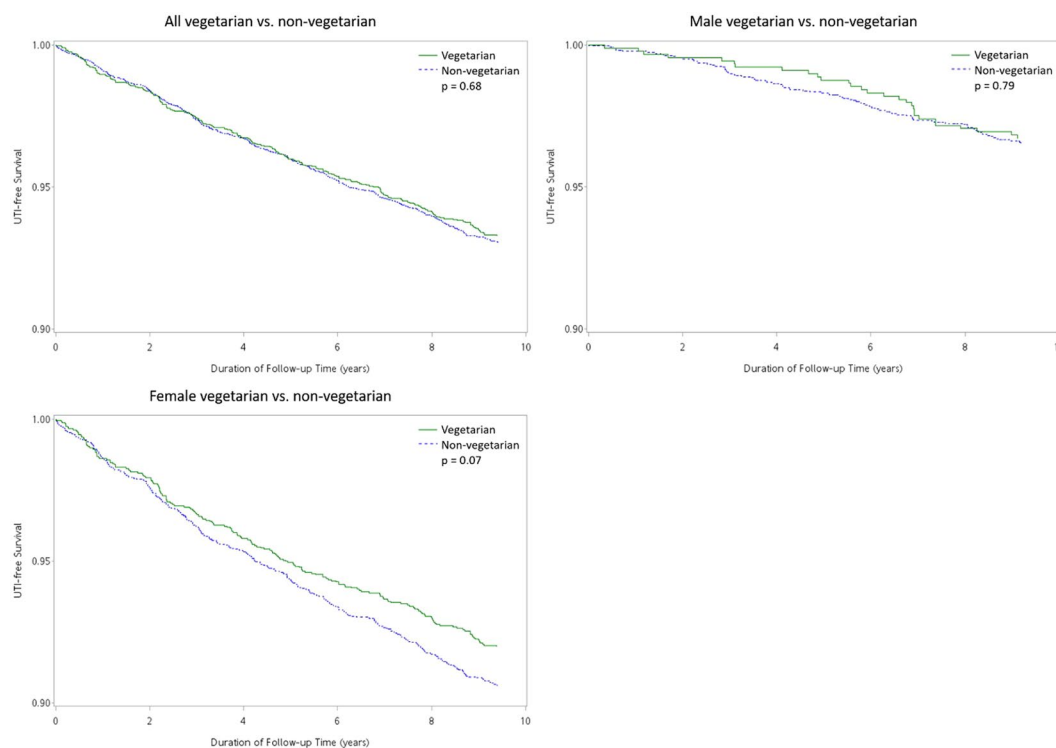 All vegetarian vs. non-vegetarian
1.00
0.95
0.90
UTI-free Survival
Vegetarian
Non-vegetarian
p = 0.68
0 2 4 6 8 10
Duration of Follow-up Time (years)
Male vegetarian vs. non-vegetarian
1.00
0.95
0.90
UTI-free Survival
Vegetarian
Non-vegetarian
p = 0.79
0 2 4 6 8 10
Duration of Follow-up Time (years)
Female vegetarian vs. non-vegetarian
1.00
0.95
0.90
UTI-free Survival
Vegetarian
Non-vegetarian
p = 0.07
0 2 4 6 8 10
Duration of Follow-up Time (years)